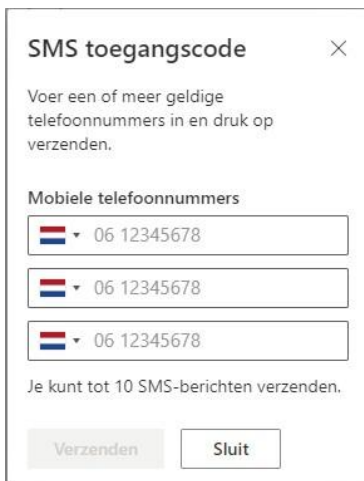 SMS toegangscode
Voer een of meer geldige
telefoonnummers in en druk op
verzenden.
Mobiele telefoonnummers
06 12345678
06 12345678
06 12345678
Je kunt tot 10 SMS-berichten verzenden.
Verzenden
Sluit